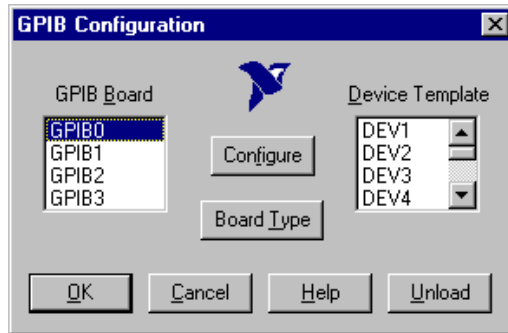 GPIB Configuration
GPIB Board
Device Template
GPIB0
GPIB1
GPIB2
GPIB3
DEV1
DEV2
DEV3
DEV4
Configure
Board Type
OK
Cancel
Help
Unload